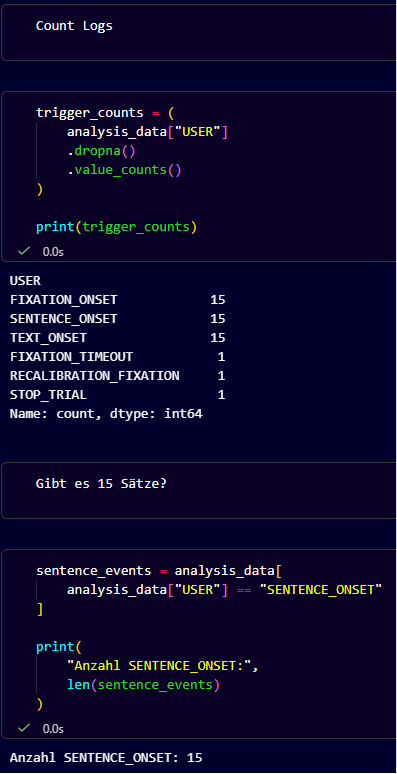 Count Logs
trigger_counts = (
    analysis_data["USER"]
    .dropna()
    .value_counts()
)
print(trigger_counts)
0.0s
USER
FIXATION_ONSET          15
SENTENCE_ONSET          15
TEXT_ONSET              15
FIXATION_TIMEOUT         1
RECALIBRATION_FIXATION   1
STOP_TRIAL               1
Name: count, dtype: int64
Gibt es 15 Sätze?
sentence_events = analysis_data[
    analysis_data["USER"] == "SENTENCE_ONSET"
]
print(
    "Anzahl SENTENCE_ONSET:",
    len(sentence_events)
)
0.0s
Anzahl SENTENCE_ONSET: 15